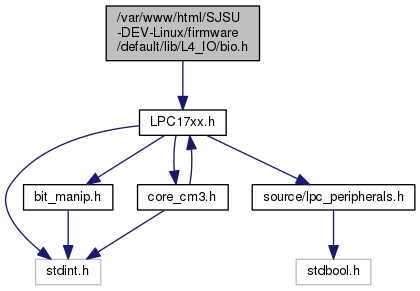 /var/www/html/SJSU
-DEV-Linux/firmware
/default/lib/L4_IO/bio.h
LPC17xx.h
bit_manip.h
core_cm3.h
source/lpc_peripherals.h
stdint.h
stdbool.h